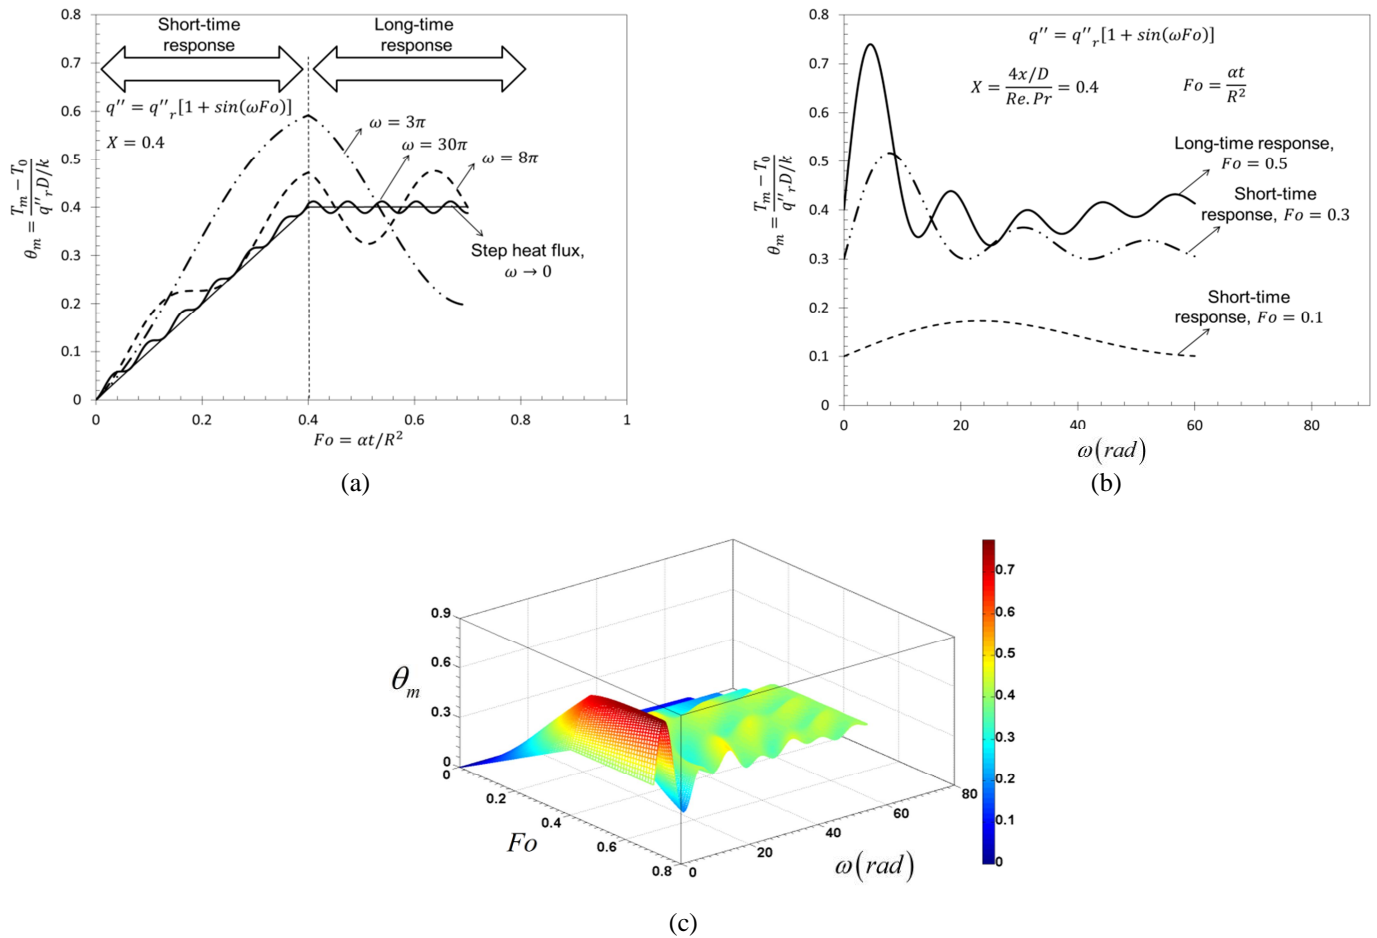 0.8
0.7
0.6
0.5
0.4
0.3
0.2
0.1
0
θ_m = (T_m − T_0) / (q''_r D/k)
Short-time
response
Long-time
response
q'' = q''_r[1 + sin(ωFo)]
X = 0.4
ω = 3π
ω = 30π
ω = 8π
Step heat flux,
ω → 0
0 0.2 0.4 0.6 0.8 1
Fo = αt/R²
(a)
0.8
0.7
0.6
0.5
0.4
0.3
0.2
0.1
0
θ_m = (T_m − T_0) / (q''_r D/k)
q'' = q''_r[1 + sin(ωFo)]
X = (4x/D) / (Re.Pr) = 0.4
Fo = αt / R²
Long-time response,
Fo = 0.5
Short-time
response, Fo = 0.3
Short-time
response, Fo = 0.1
0 20 40 60 80
ω(rad)
(b)
0.9
0.6
0.3
0
θ_m
0
0.2
0.4
0.6
0.8
Fo
0
20
40
60
80
ω(rad)
0.7
0.6
0.5
0.4
0.3
0.2
0.1
0
(c)